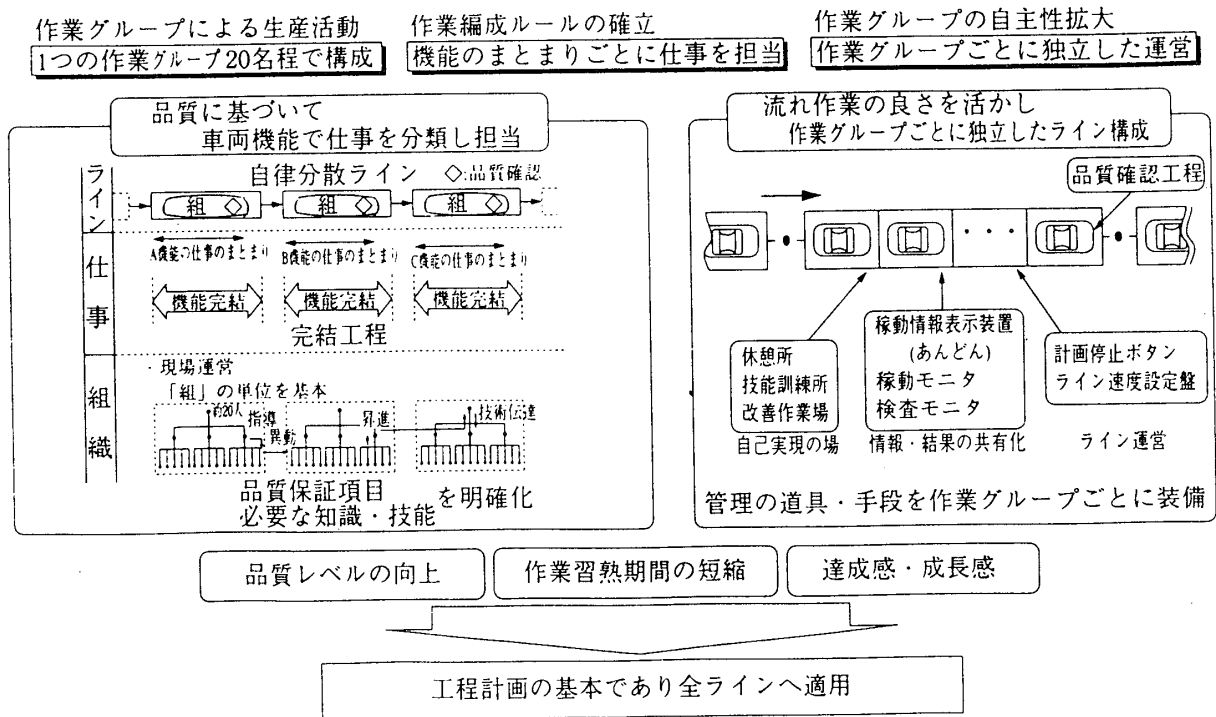 作業グループによる生産活動
1つの作業グループ20名程で構成
作業編成ルールの確立
機能のまとまりごとに仕事を担当
作業グループの自主性拡大
作業グループごとに独立した運営
品質に基づいて
車両機能で仕事を分類し担当
ライン
自律分散ライン ◇:品質確認
組 組 組
仕事
A機能の仕事のまとまり B機能の仕事のまとまり C機能の仕事のまとまり
機能完結 機能完結 機能完結
完結工程
組織
・現場運営
「組」の単位を基本
約20人
指導
異動
昇進
技術伝達
品質保証項目
必要な知識・技能
を明確化
流れ作業の良さを活かし
作業グループごとに独立したライン構成
品質確認工程
・・・
休憩所
技能訓練所
改善作業場
自己実現の場
稼動情報表示装置
(あんどん)
稼動モニタ
検査モニタ
情報・結果の共有化
計画停止ボタン
ライン速度設定盤
ライン運営
管理の道具・手段を作業グループごとに装備
品質レベルの向上
作業習熟期間の短縮
達成感・成長感
工程計画の基本であり全ラインへ適用